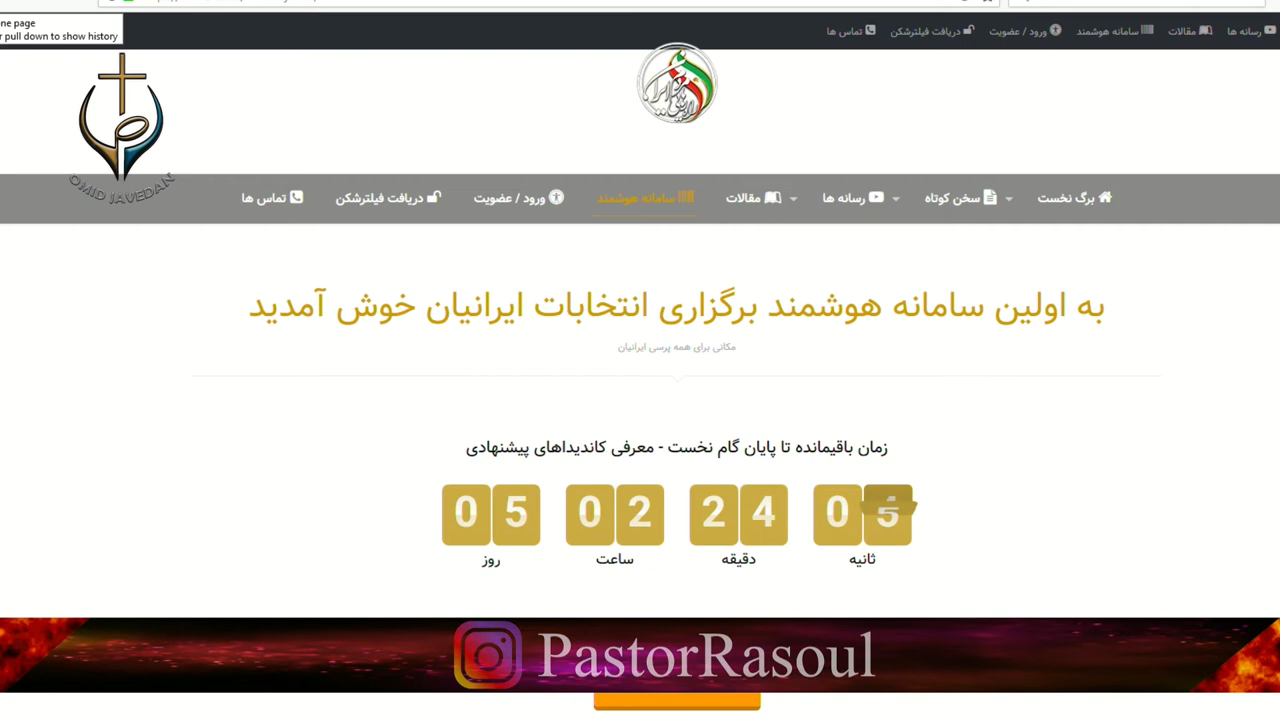 ne page
r pull down to show history
رسانه ها مقالات سامانه هوشمند ورود / عضویت دریافت فیلترشکن تماس ها
OMID JAVEDAN
برگ نخست سخن کوتاه رسانه ها مقالات سامانه هوشمند ورود / عضویت دریافت فیلترشکن تماس ها
به اولین سامانه هوشمند برگزاری انتخابات ایرانیان خوش آمدید
مکانی برای همه پرسی ایرانیان
زمان باقیمانده تا پایان گام نخست - معرفی کاندیداهای پیشنهادی
05 02 24 05
روز ساعت دقیقه ثانیه
PastorRasoul